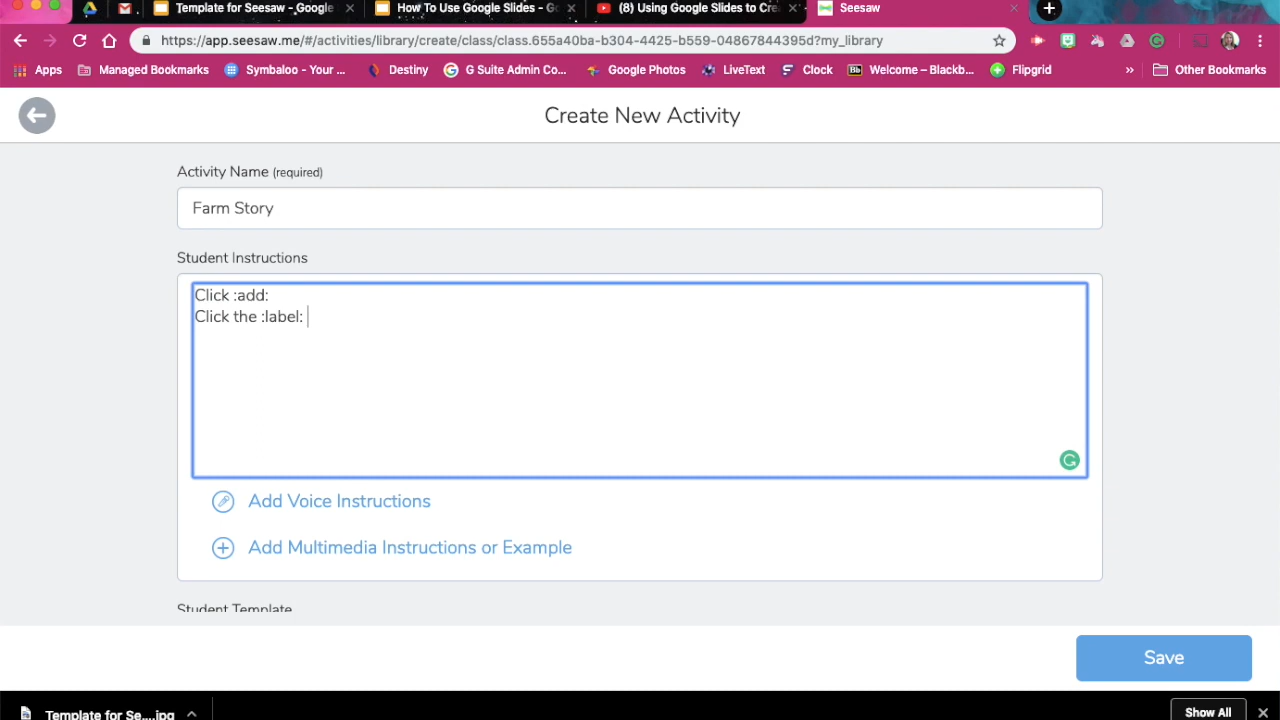 Template for Seesaw - Google
How To Use Google Slides - G
(8) Using Google Slides to Cre
Seesaw
https://app.seesaw.me/#/activities/library/create/class/class.655a40ba-b304-4425-b559-04867844395d?my_library
Apps
Managed Bookmarks
Symbaloo - Your ...
Destiny
G Suite Admin Co...
Google Photos
LiveText
Clock
Bb
Welcome – Blackb...
Flipgrid
»
Other Bookmarks
Create New Activity
Activity Name (required)
Farm Story
Student Instructions
Click :add:
Click the :label:
Add Voice Instructions
Add Multimedia Instructions or Example
Student Template
Save
Template for Se....jpg
Show All